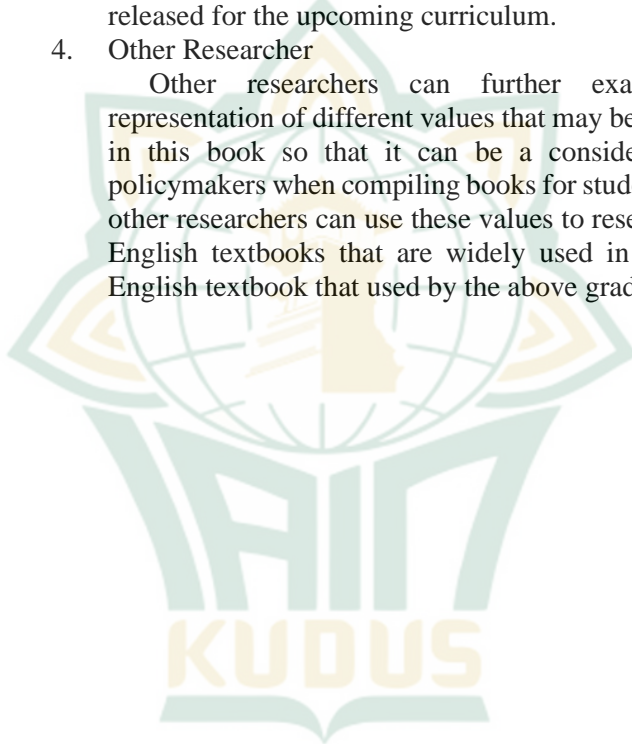 released for the upcoming curriculum.
4. Other Researcher
Other researchers can further exa
representation of different values that may be
in this book so that it can be a conside
policymakers when compiling books for stud
other researchers can use these values to rese
English textbooks that are widely used in
English textbook that used by the above grad
IAIN
KUDUS